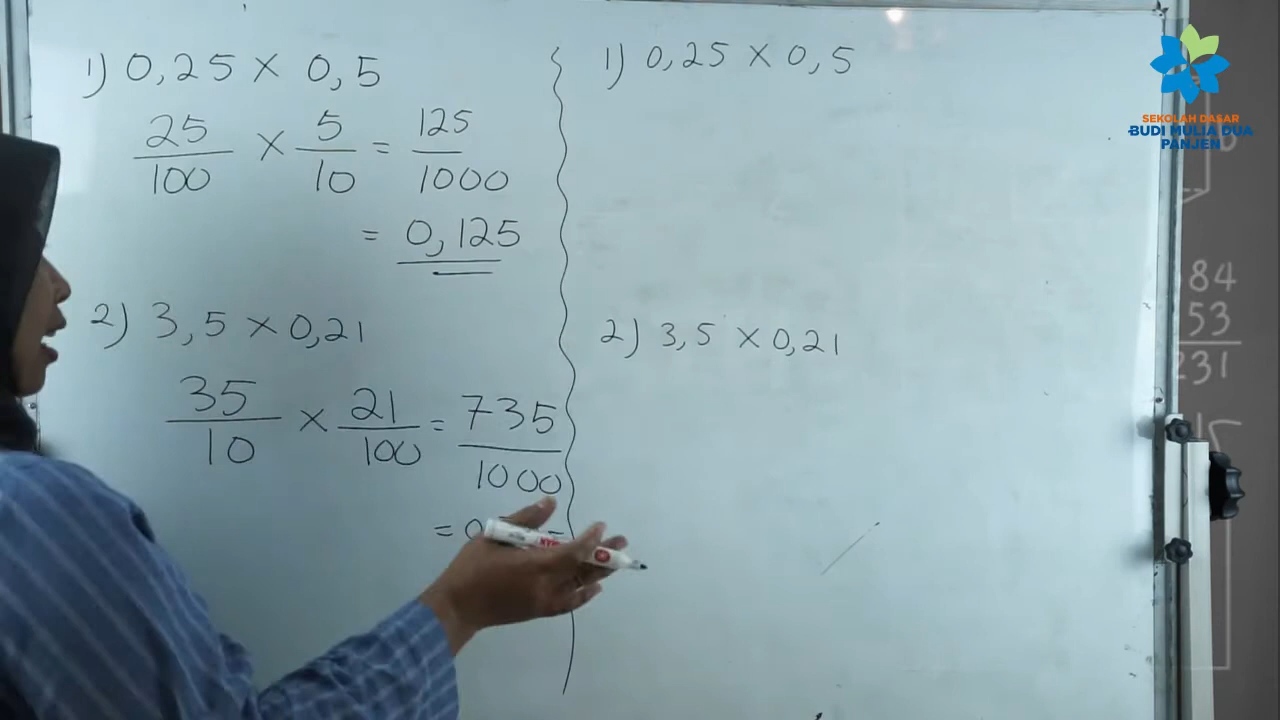 1) 0,25 × 0,5
25/100 × 5/10 = 125/1000
= 0,125
2) 3,5 × 0,21
35/10 × 21/100 = 735/1000
= 0
1) 0,25 × 0,5
2) 3,5 × 0,21
SEKOLAH DASAR
BUDI MULIA DUA
PANJEN
84
53
231